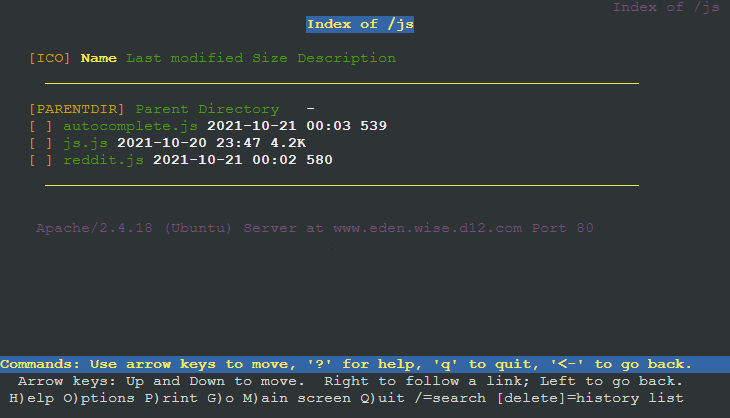 Index of /js
Index of /js
[ICO] Name Last modified Size Description
[PARENTDIR] Parent Directory   -
[ ] autocomplete.js 2021-10-21 00:03 539
[ ] js.js 2021-10-20 23:47 4.2K
[ ] reddit.js 2021-10-21 00:02 580
Apache/2.4.18 (Ubuntu) Server at www.eden.wise.d12.com Port 80
Commands: Use arrow keys to move, '?' for help, 'q' to quit, '<-' to go back.
Arrow keys: Up and Down to move.  Right to follow a link; Left to go back.
H)elp O)ptions P)rint G)o M)ain screen Q)uit /=search [delete]=history list